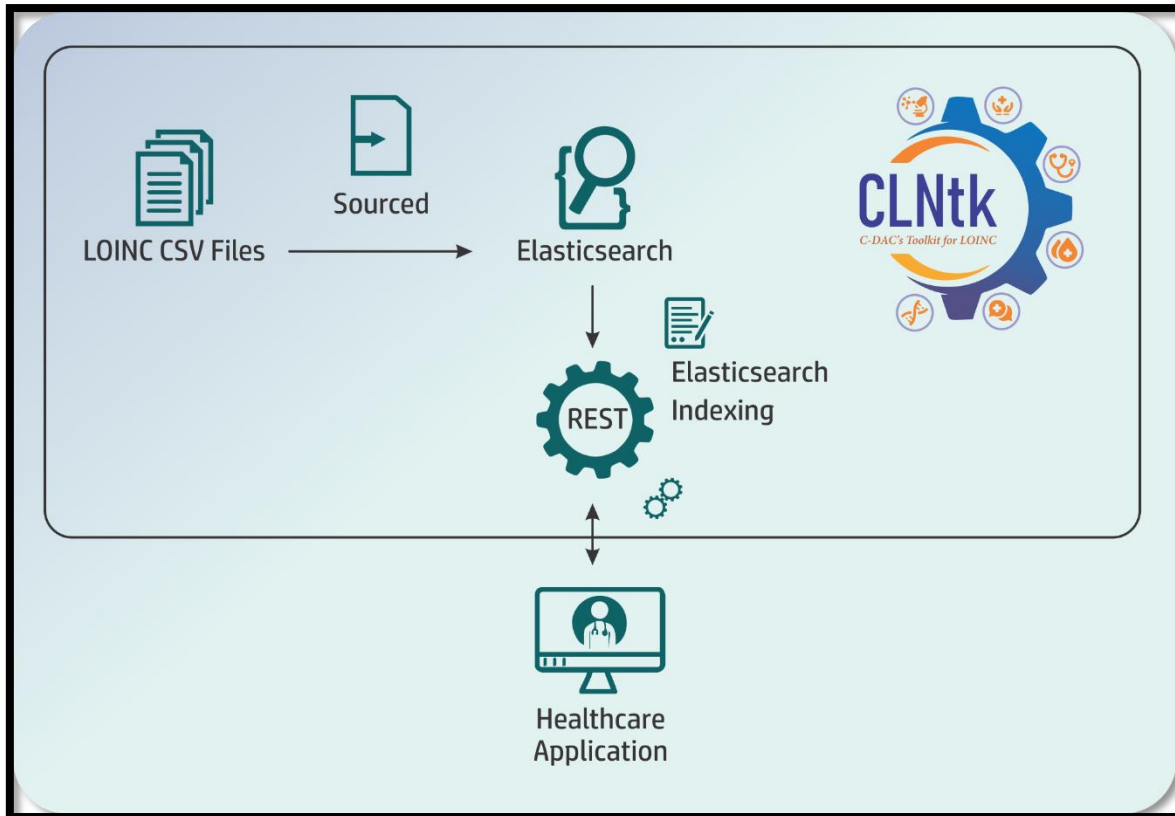 LOINC CSV Files
Sourced
Elasticsearch
CLNtk
C-DAC's Toolkit for LOINC
REST
Elasticsearch
Indexing
Healthcare
Application